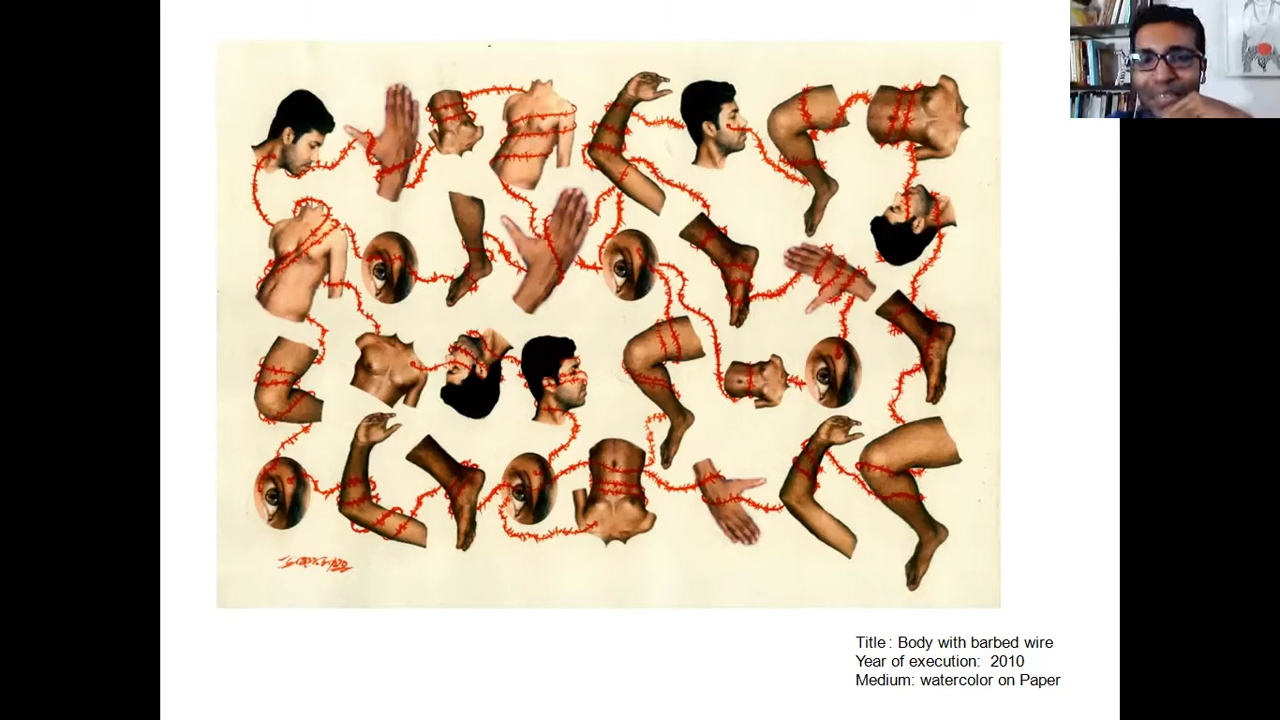 Title : Body with barbed wire
Year of execution:  2010
Medium: watercolor on Paper